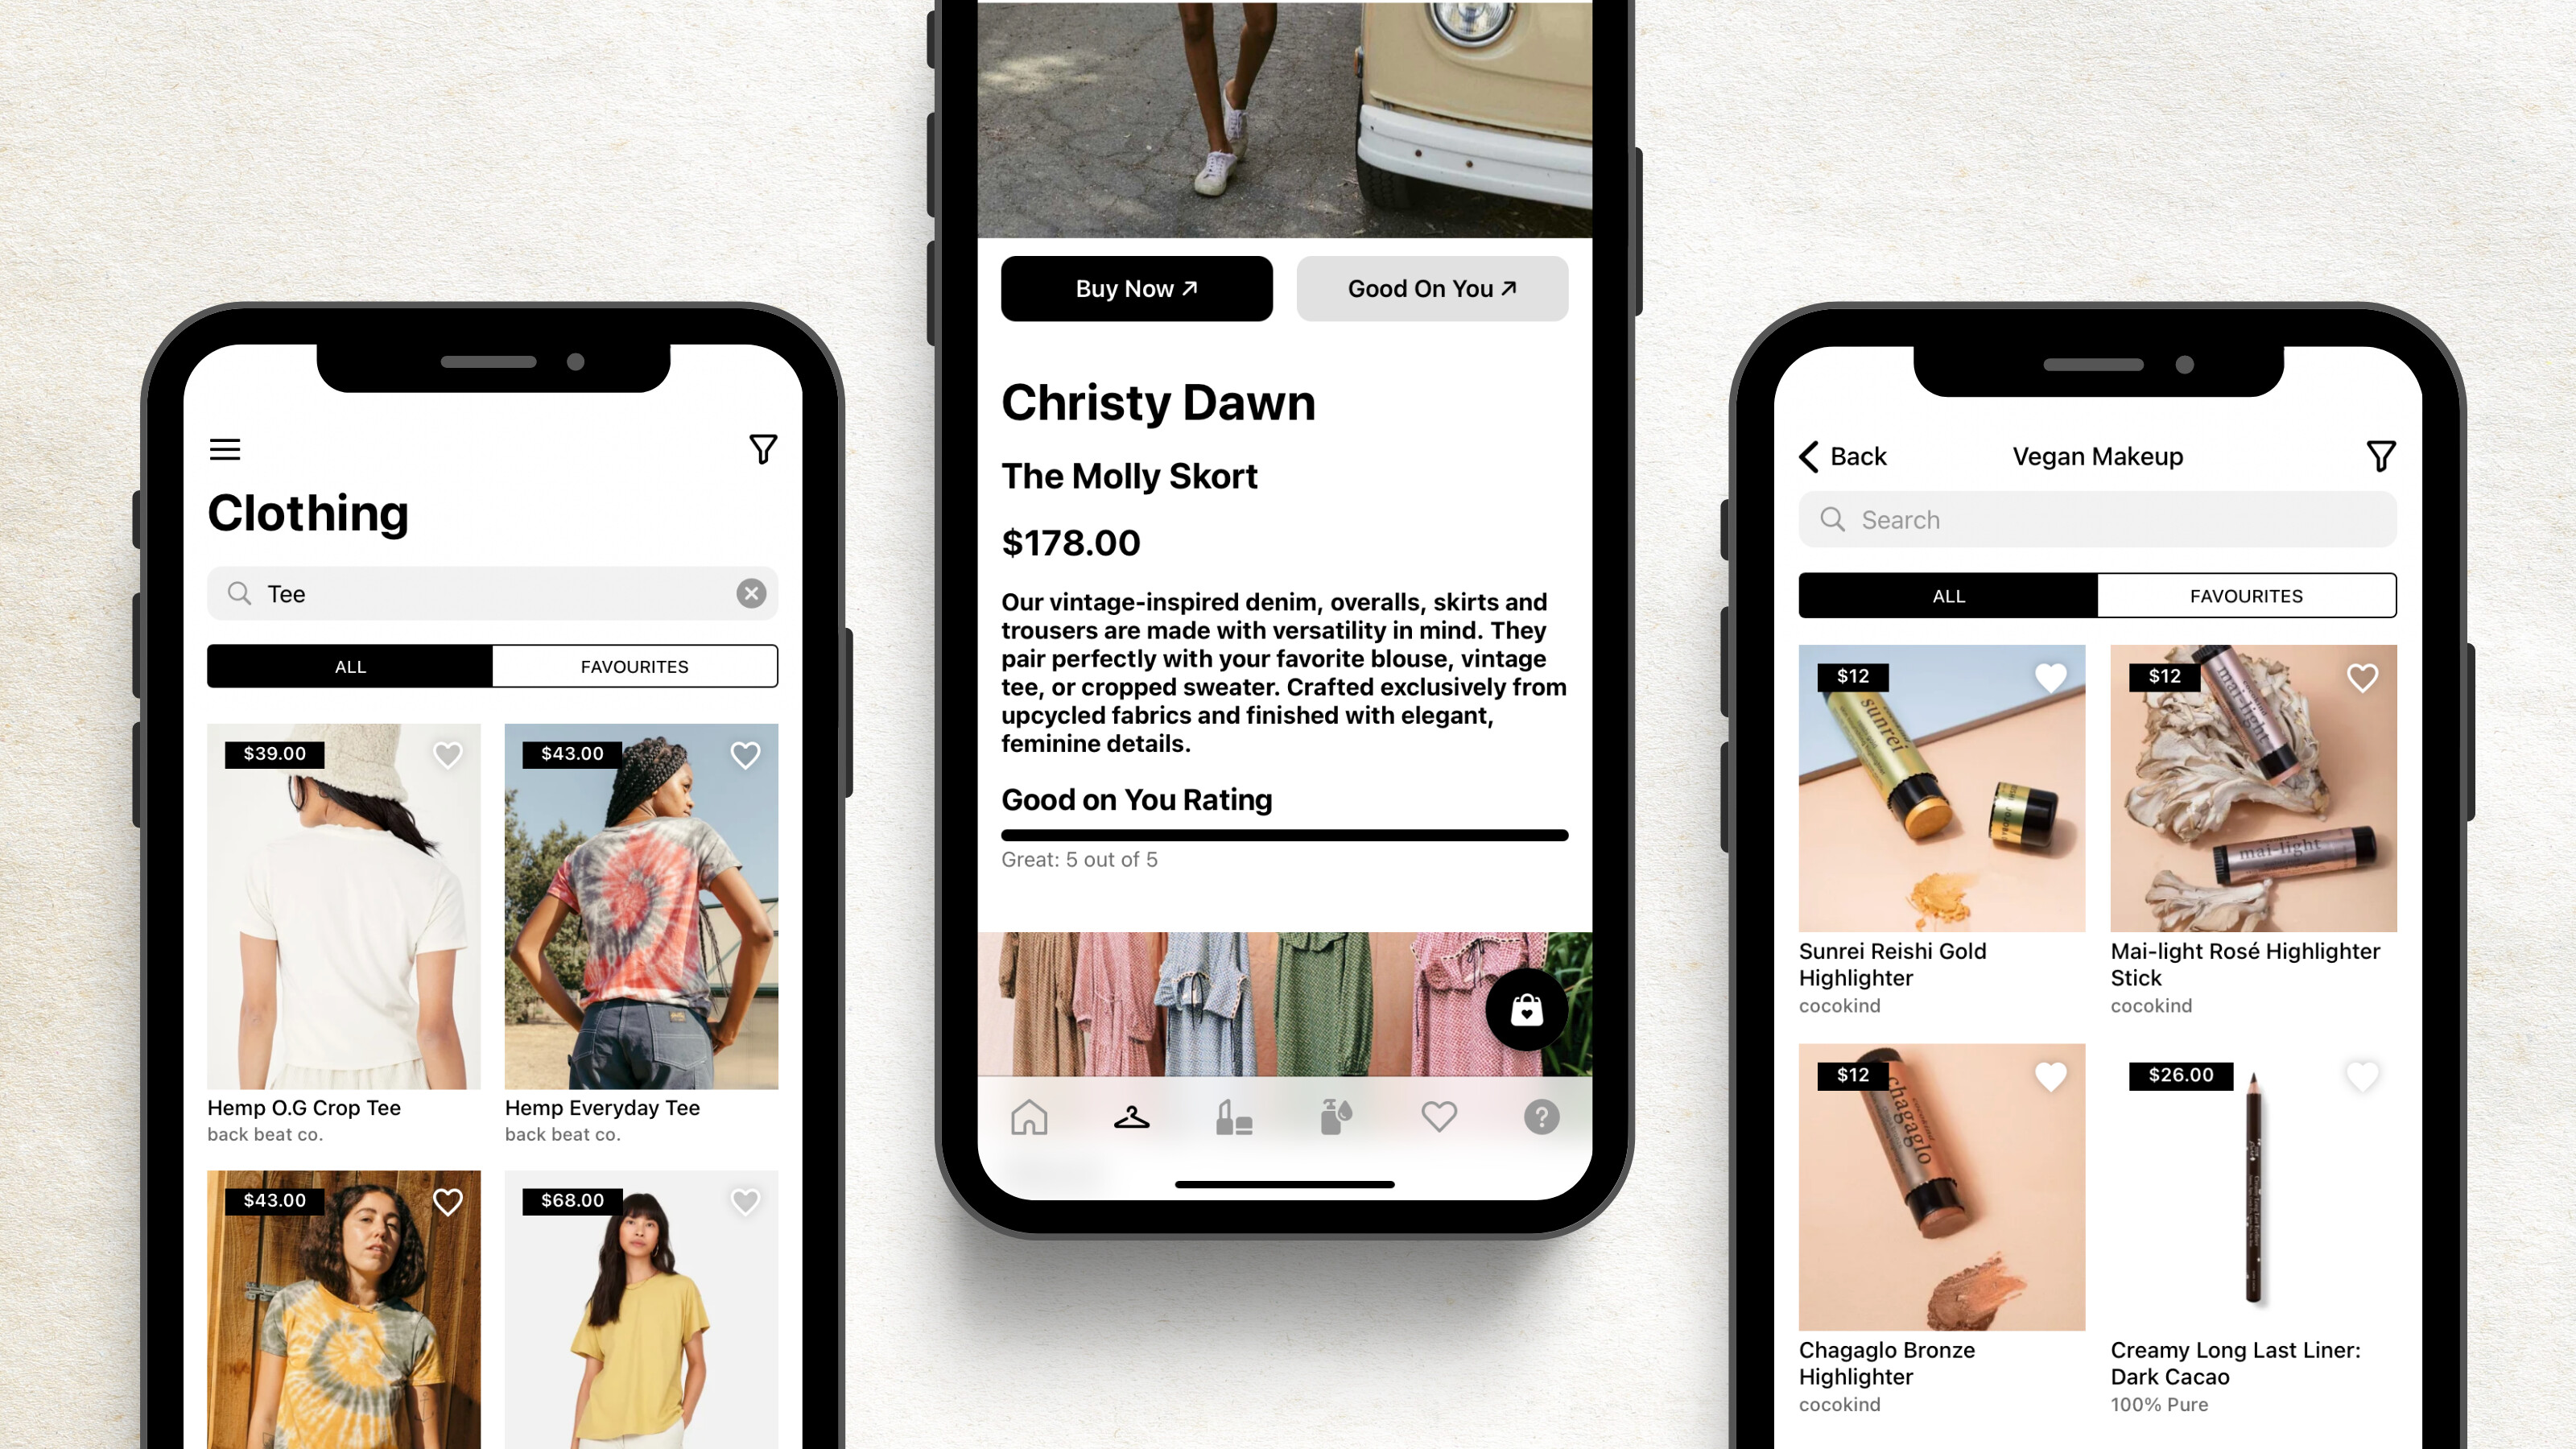 Clothing
Tee
ALL
FAVOURITES
$39.00
$43.00
Hemp O.G Crop Tee
back beat co.
Hemp Everyday Tee
back beat co.
$43.00
$68.00
Buy Now
Good On You
Christy Dawn
The Molly Skort
$178.00
Our vintage-inspired denim, overalls, skirts and
trousers are made with versatility in mind. They
pair perfectly with your favorite blouse, vintage
tee, or cropped sweater. Crafted exclusively from
upcycled fabrics and finished with elegant,
feminine details.
Good on You Rating
Great: 5 out of 5
?
Back
Vegan Makeup
Search
ALL
FAVOURITES
$12
sunrei
$12
mai-light
mai-light
Sunrei Reishi Gold
Highlighter
cocokind
Mai-light Rosé Highlighter
Stick
cocokind
$12
chagaglo
$26.00
Chagaglo Bronze
Highlighter
cocokind
Creamy Long Last Liner:
Dark Cacao
100% Pure